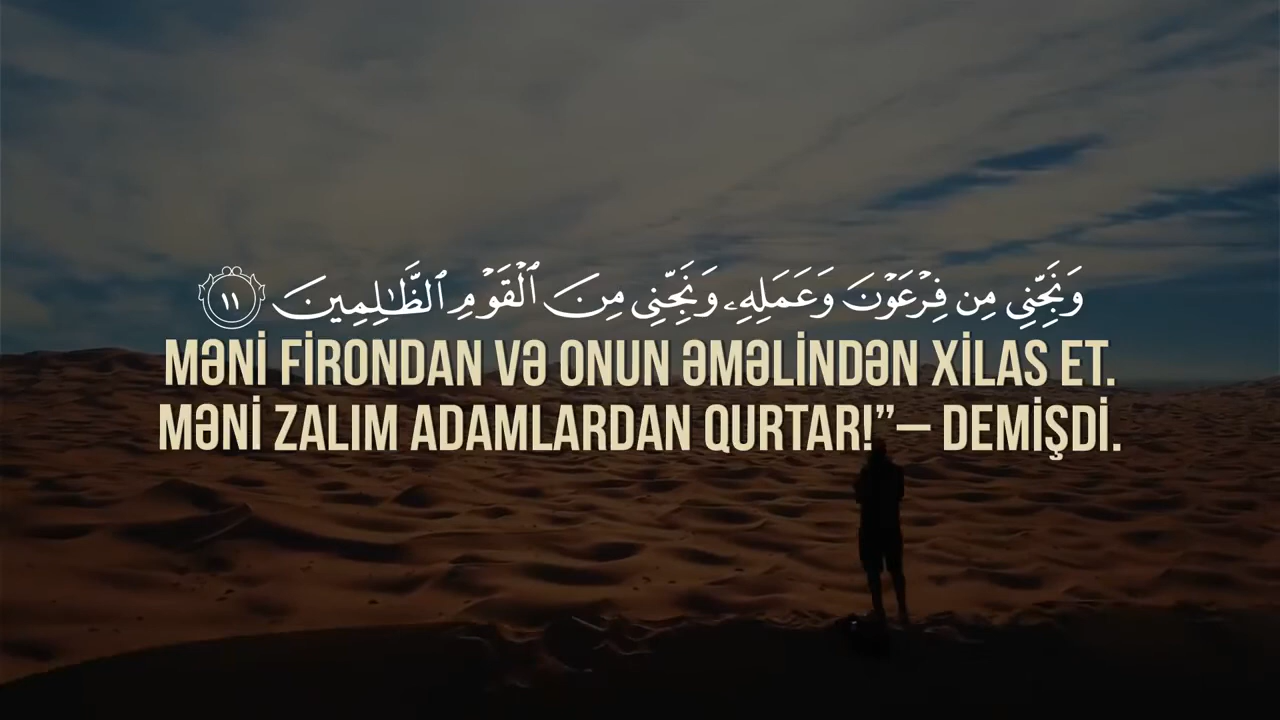 وَنَجِّنِى مِن فِرْعَوْنَ وَعَمَلِهِۦ وَنَجِّنِى مِنَ ٱلْقَوْمِ ٱلظَّـٰلِمِينَ ١١
MƏNİ FİRONDAN VƏ ONUN ƏMƏLİNDƏN XİLAS ET.
MƏNİ ZALIM ADAMLARDAN QURTAR!”– DEMİŞDİ.